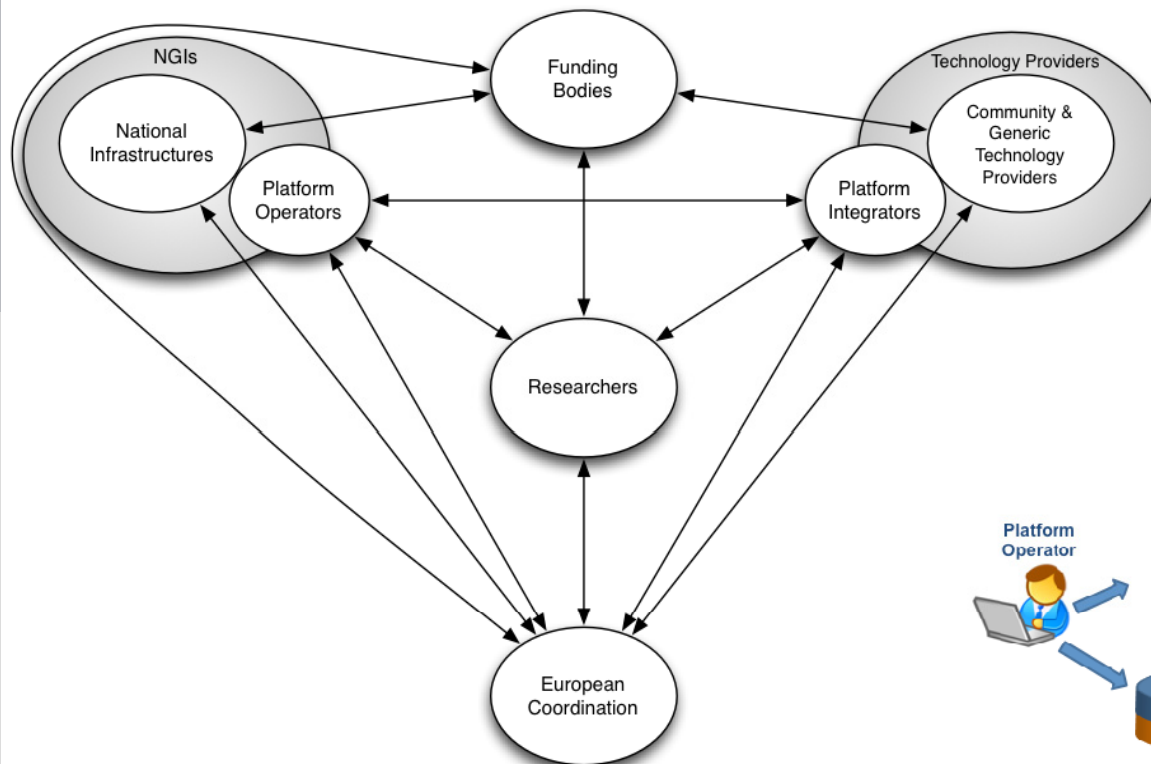 NGIs
National
Infrastructures
Platform
Operators
Funding
Bodies
Technology Providers
Community &
Generic
Technology
Providers
Platform
Integrators
Researchers
European
Coordination
Platform
Operator